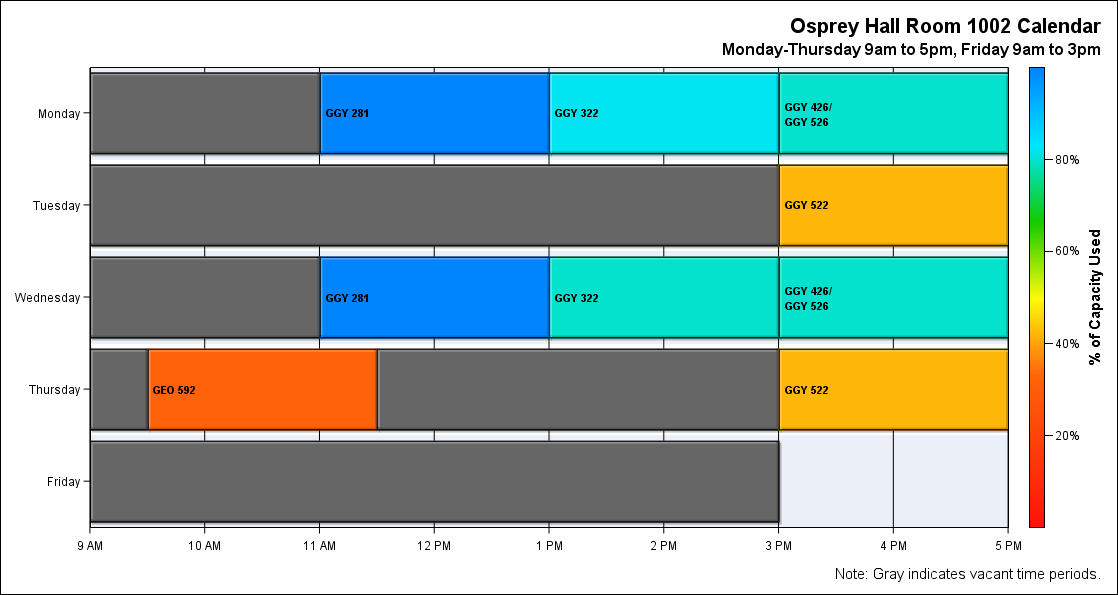 Osprey Hall Room 1002 Calendar
Monday-Thursday 9am to 5pm, Friday 9am to 3pm
Monday
GGY 281
GGY 322
GGY 426/
GGY 526
Tuesday
GGY 522
Wednesday
GGY 281
GGY 322
GGY 426/
GGY 526
Thursday
GEO 592
GGY 522
Friday
9 AM
10 AM
11 AM
12 PM
1 PM
2 PM
3 PM
4 PM
5 PM
80%
60%
40%
20%
% of Capacity Used
Note: Gray indicates vacant time periods.